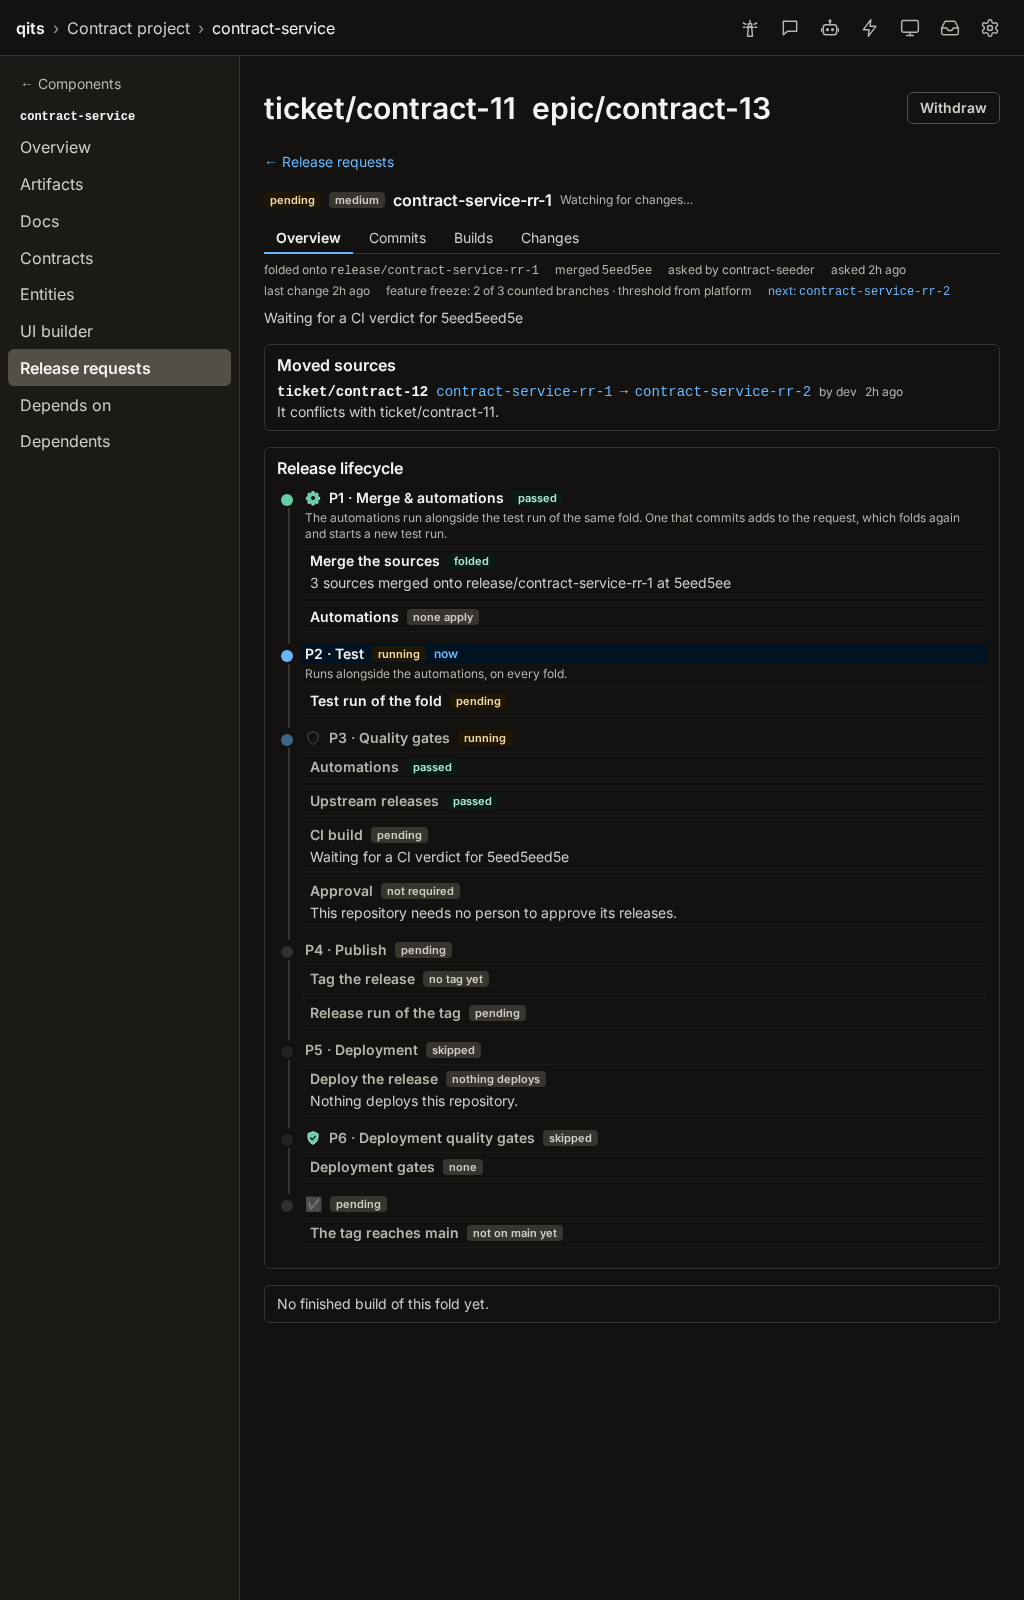 qits › Contract project › contract-service
← Components
contract-service
Overview
Artifacts
Docs
Contracts
Entities
UI builder
Release requests
Depends on
Dependents
ticket/contract-11 epic/contract-13
Withdraw
← Release requests
pending medium contract-service-rr-1 Watching for changes…
Overview Commits Builds Changes
folded onto release/contract-service-rr-1 merged 5eed5ee asked by contract-seeder asked 2h ago
last change 2h ago feature freeze: 2 of 3 counted branches · threshold from platform next: contract-service-rr-2
Waiting for a CI verdict for 5eed5eed5e
Moved sources
ticket/contract-12 contract-service-rr-1 → contract-service-rr-2 by dev 2h ago
It conflicts with ticket/contract-11.
Release lifecycle
P1 · Merge & automations passed
The automations run alongside the test run of the same fold. One that commits adds to the request, which folds again
and starts a new test run.
Merge the sources folded
3 sources merged onto release/contract-service-rr-1 at 5eed5ee
Automations none apply
P2 · Test running now
Runs alongside the automations, on every fold.
Test run of the fold pending
P3 · Quality gates running
Automations passed
Upstream releases passed
CI build pending
Waiting for a CI verdict for 5eed5eed5e
Approval not required
This repository needs no person to approve its releases.
P4 · Publish pending
Tag the release no tag yet
Release run of the tag pending
P5 · Deployment skipped
Deploy the release nothing deploys
Nothing deploys this repository.
P6 · Deployment quality gates skipped
Deployment gates none
pending
The tag reaches main not on main yet
No finished build of this fold yet.